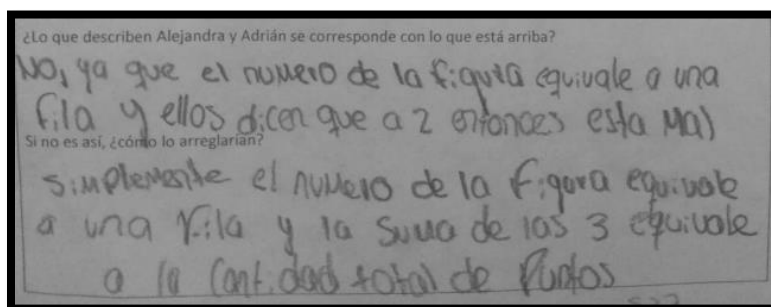 ¿Lo que describen Alejandra y Adrián se corresponde con lo que está arriba?
NO, ya que el numero de la figura equivale a una
fila y ellos dicen que a 2 entonces esta mal
Si no es así, ¿cómo lo arreglarían?
simplemente el numero de la figura equivale
a una fila y la suma de las 3 equivale
a la cantidad total de puntos